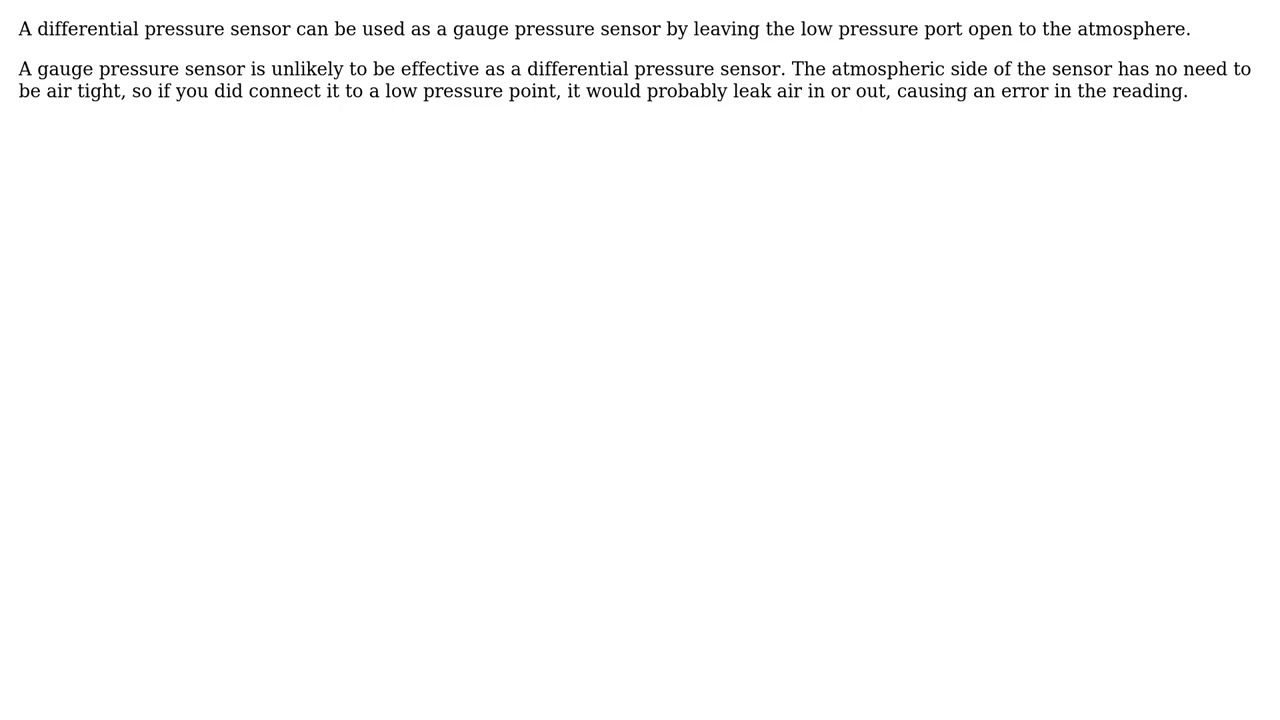 A differential pressure sensor can be used as a gauge pressure sensor by leaving the low pressure port open to the atmosphere.
A gauge pressure sensor is unlikely to be effective as a differential pressure sensor. The atmospheric side of the sensor has no need to
be air tight, so if you did connect it to a low pressure point, it would probably leak air in or out, causing an error in the reading.